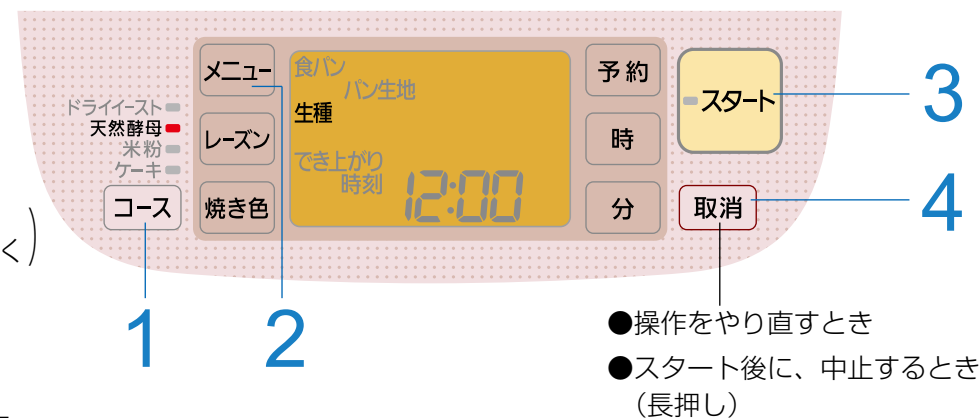 メニュー
レーズン
焼き色
食パン
パン生地
生種
でき上がり
時刻
12:00
予約
時
分
スタート
取消
ドライイースト
天然酵母
米粉
ケーキ
コース
く)
1
2
3
4
●操作をやり直すとき
●スタート後に、中止するとき
(長押し)